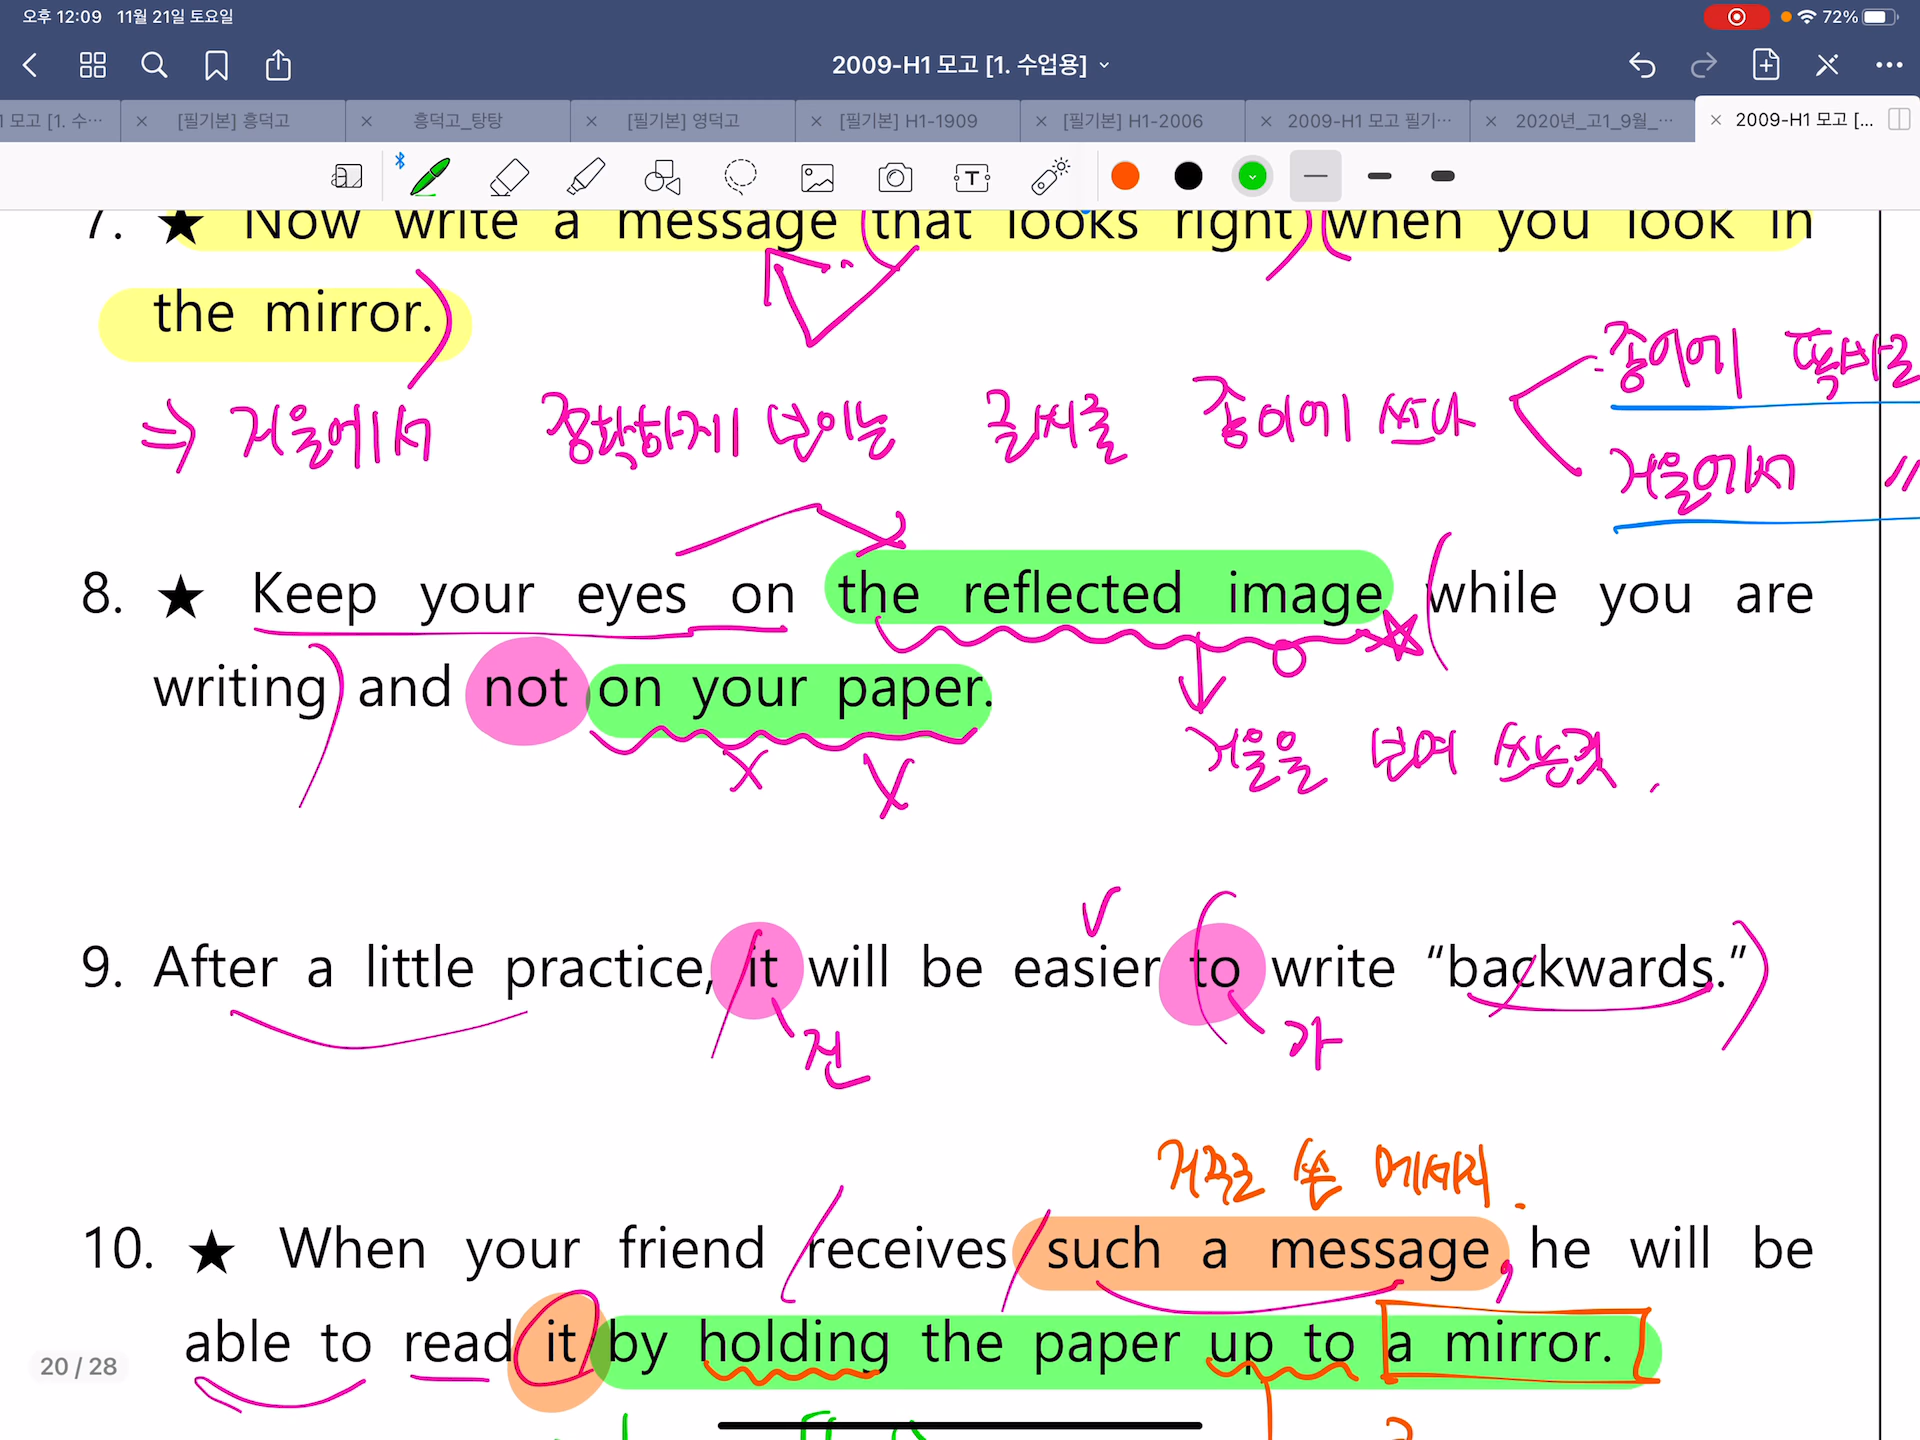 오후 12:09 11월 21일 토요일
72%
2009-H1 모고 [1. 수업용]
모고 [1. 수…
[필기본] 흥덕고
흥덕고_탕탕
[필기본] 영덕고
[필기본] H1-1909
[필기본] H1-2006
2009-H1 모고 필기…
2020년_고1_9월_…
2009-H1 모고 […
7. ★ Now write a message (that looks right) (when you look in
the mirror.)
종이에 똑바로
⇒ 거울에서 정확하게 보이는 글씨를 종이에 쓰다
거울에서 "
8. ★ Keep your eyes on the reflected image (while you are
writing) and not on your paper.
거울을 보며 쓰는것.
9. After a little practice, it will be easier (to write “backwards.”)
진
가
거꾸로 쓴 메세지.
10. ★ When your friend receives such a message, he will be
able to read it by holding the paper up to a mirror.
20 / 28